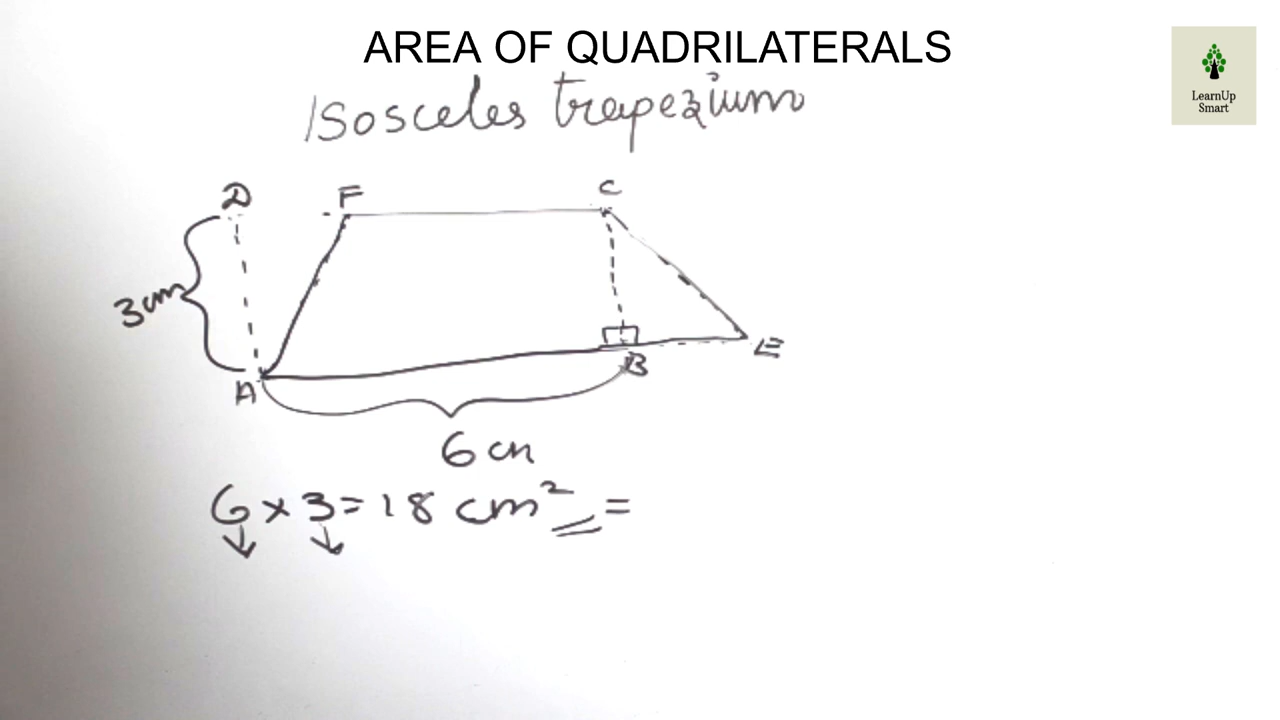 AREA OF QUADRILATERALS
LearnUp
Smart
Isosceles trapezium
D F C
3cm
A B E
6 cm
6 x 3 = 18 cm² =